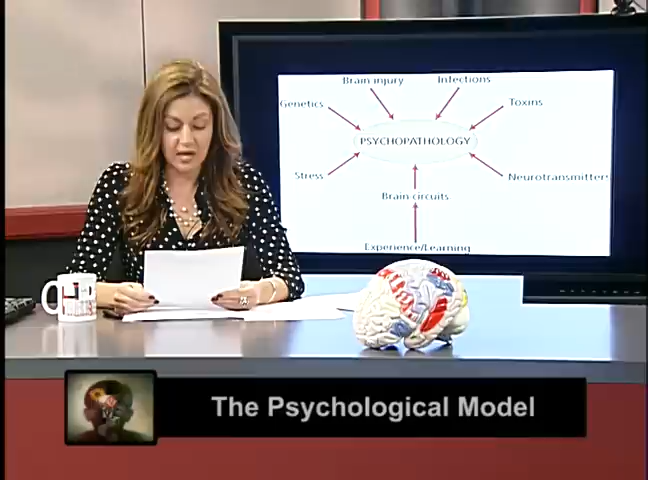 Brain injury
Infections
Genetics
Toxins
PSYCHOPATHOLOGY
Stress
Neurotransmitters
Brain circuits
Experience/Learning
The Psychological Model